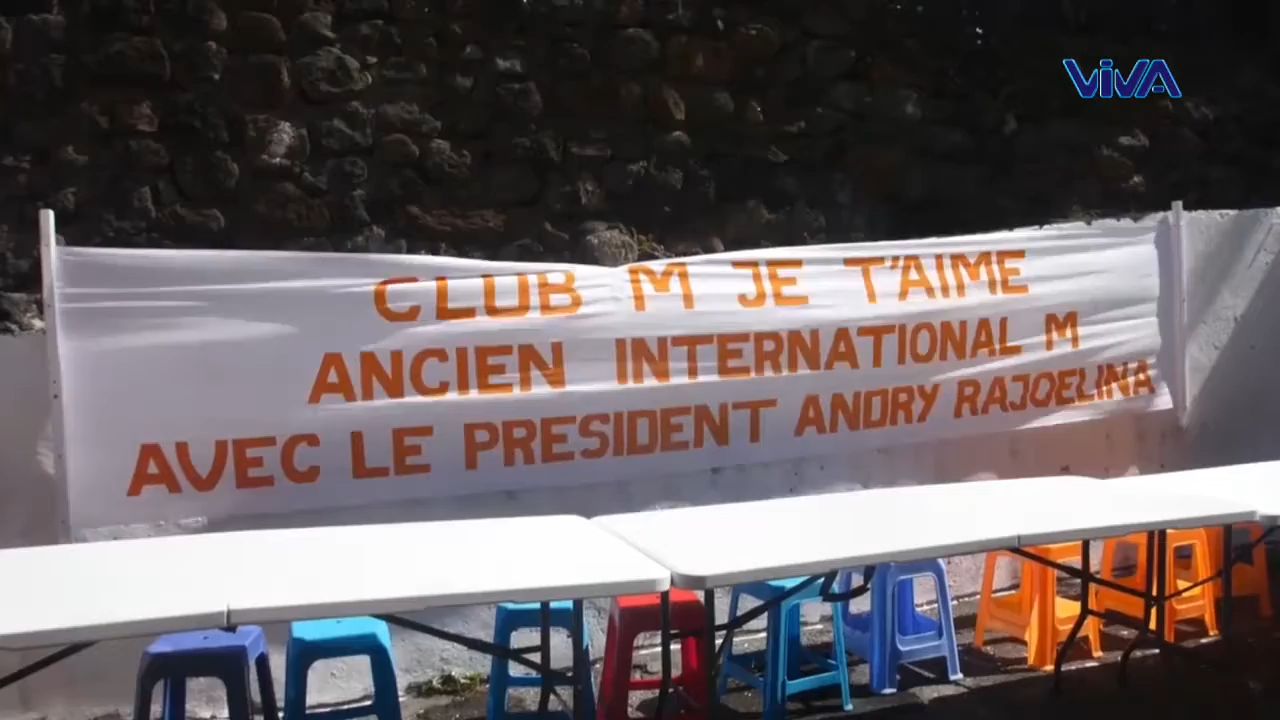 VIVA
CLUB M JE T'AIME
ANCIEN INTERNATIONAL M
AVEC LE PRESIDENT ANDRY RAJOELINA